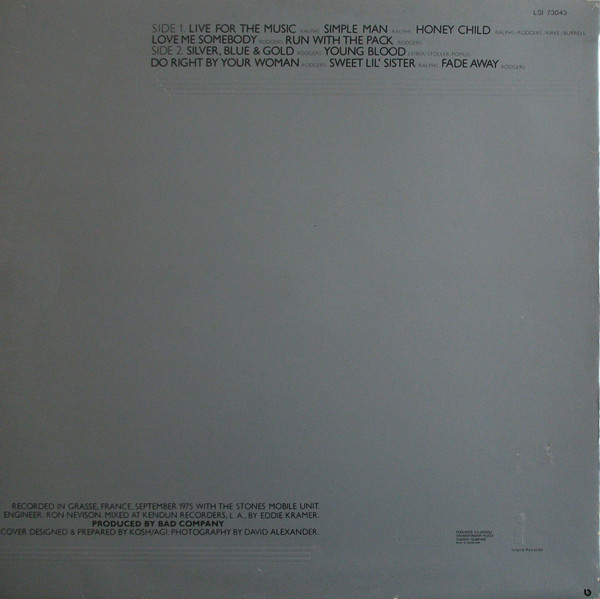 LSI 73043
SIDE 1. LIVE FOR THE MUSIC RALPHS SIMPLE MAN RALPHS HONEY CHILD RALPHS/RODGERS/KIRKE/BURRELL
LOVE ME SOMEBODY RODGERS RUN WITH THE PACK RODGERS
SIDE 2. SILVER, BLUE & GOLD RODGERS YOUNG BLOOD LEIBER/STOLLER/POMUS
DO RIGHT BY YOUR WOMAN RODGERS SWEET LIL' SISTER RALPHS FADE AWAY RODGERS
RECORDED IN GRASSE, FRANCE, SEPTEMBER 1975 WITH THE STONES MOBILE UNIT.
ENGINEER. RON NEVISON. MIXED AT KENDUN RECORDERS, L. A., BY EDDIE KRAMER.
PRODUCED BY BAD COMPANY
COVER DESIGNED & PREPARED BY KOSH/AGI. PHOTOGRAPHY BY DAVID ALEXANDER.
Island Records